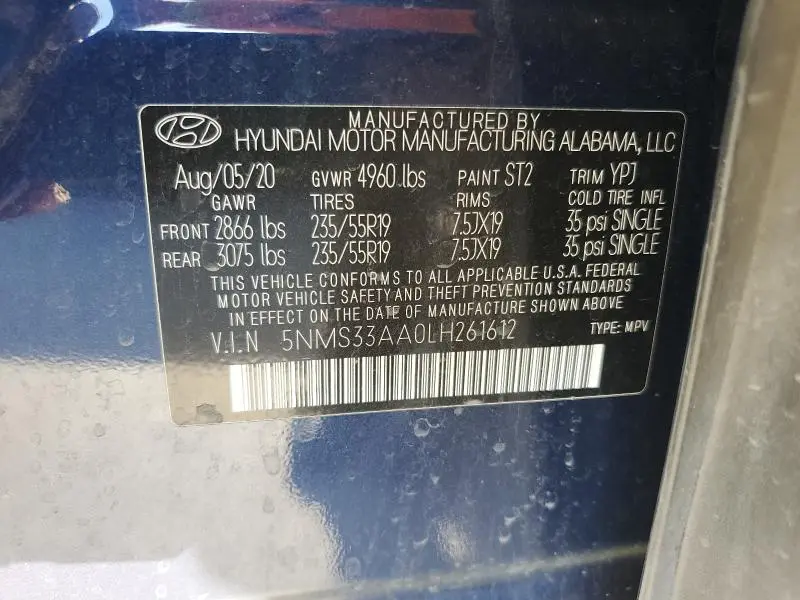 MANUFACTURED BY
HYUNDAI MOTOR MANUFACTURING ALABAMA, LLC
Aug/05/20 GVWR 4960 lbs PAINT ST2 TRIM YPJ
GAWR TIRES RIMS COLD TIRE INFL
FRONT 2866 lbs 235/55R19 7.5JX19 35 psi SINGLE
REAR 3075 lbs 235/55R19 7.5JX19 35 psi SINGLE
THIS VEHICLE CONFORMS TO ALL APPLICABLE U.S.A. FEDERAL
MOTOR VEHICLE SAFETY AND THEFT PREVENTION STANDARDS
IN EFFECT ON THE DATE OF MANUFACTURE SHOWN ABOVE
V.I.N 5NMS33AA0LH261612 TYPE: MPV